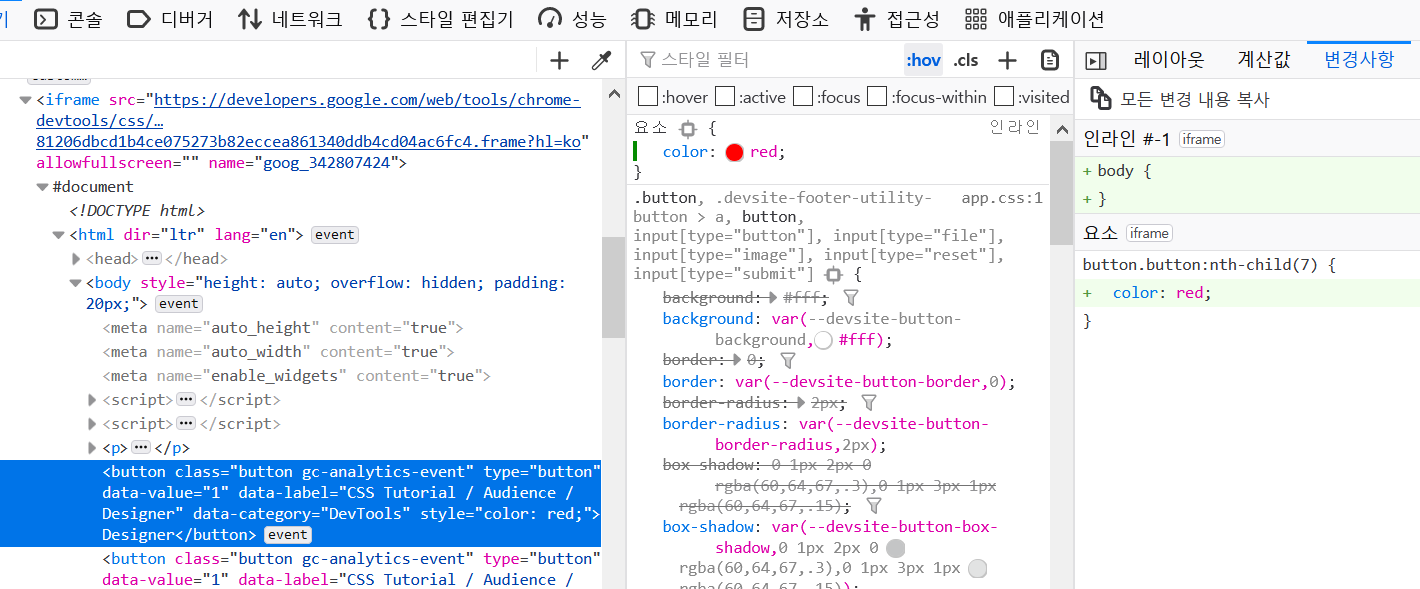 콘솔 디버거 네트워크 스타일 편집기 성능 메모리 저장소 접근성 애플리케이션
<iframe src="https://developers.google.com/web/tools/chrome-
devtools/css/…
81206dbcd1b4ce075273b82eccea861340ddb4cd04ac6fc4.frame?hl=ko"
allowfullscreen="" name="goog_342807424">
#document
<!DOCTYPE html>
<html dir="ltr" lang="en"> event
<head> ••• </head>
<body style="height: auto; overflow: hidden; padding:
20px;"> event
<meta name="auto_height" content="true">
<meta name="auto_width" content="true">
<meta name="enable_widgets" content="true">
<script> ••• </script>
<script> ••• </script>
<p> ••• </p>
<button class="button gc-analytics-event" type="button"
data-value="1" data-label="CSS Tutorial / Audience /
Designer" data-category="DevTools" style="color: red;">
Designer</button> event
<button class="button gc-analytics-event" type="button"
data-value="1" data-label="CSS Tutorial / Audience /
스타일 필터 :hov .cls +
:hover :active :focus :focus-within :visited
요소 { 인라인
color: red;
}
.button, .devsite-footer-utility- app.css:1
button > a, button,
input[type="button"], input[type="file"],
input[type="image"], input[type="reset"],
input[type="submit"] {
background: #fff;
background: var(--devsite-button-
background, #fff);
border: 0;
border: var(--devsite-button-border,0);
border-radius: 2px;
border-radius: var(--devsite-button-
border-radius,2px);
box-shadow: 0 1px 2px 0
rgba(60,64,67,.3),0 1px 3px 1px
rgba(60,64,67,.15);
box-shadow: var(--devsite-button-box-
shadow,0 1px 2px 0
rgba(60,64,67,.3),0 1px 3px 1px
rgba(60,64,67,.15));
레이아웃 계산값 변경사항
모든 변경 내용 복사
인라인 #-1 iframe
+ body {
+ }
요소 iframe
button.button:nth-child(7) {
+ color: red;
}